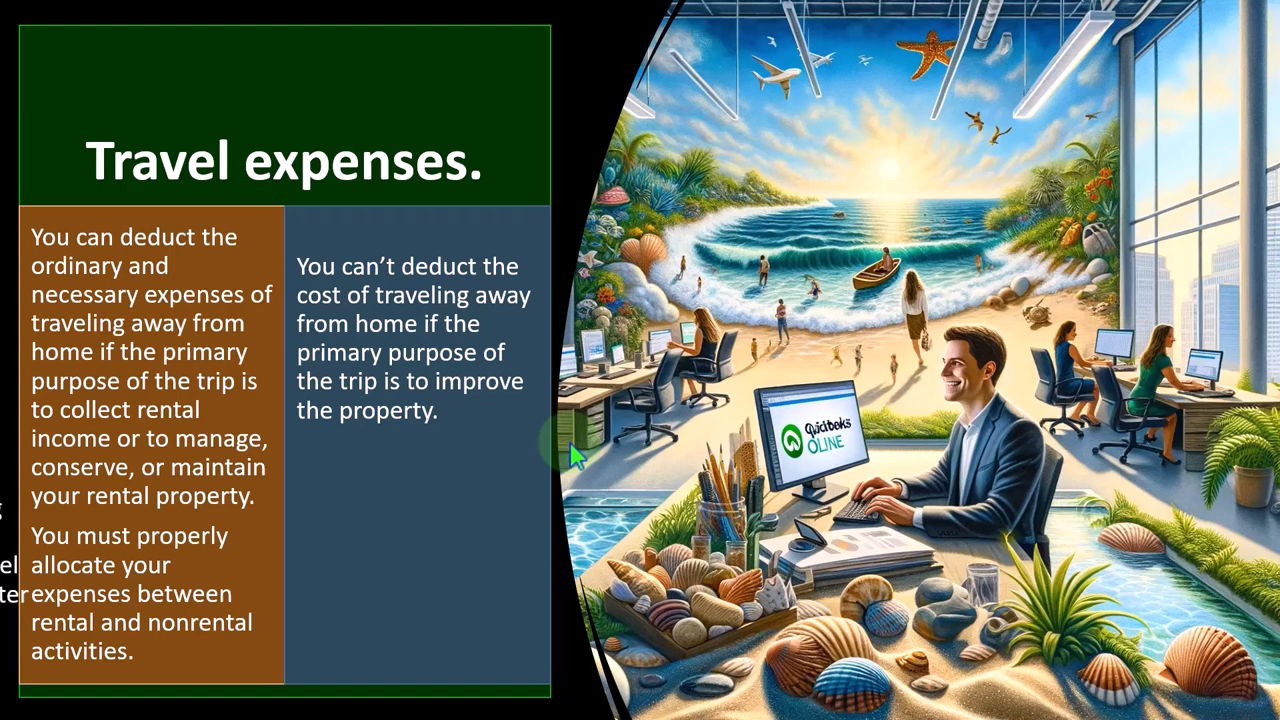 Travel expenses.
You can deduct the
ordinary and
necessary expenses of
traveling away from
home if the primary
purpose of the trip is
to collect rental
income or to manage,
conserve, or maintain
your rental property.
You must properly
allocate your
expenses between
rental and nonrental
activities.
You can’t deduct the
cost of traveling away
from home if the
primary purpose of
the trip is to improve
the property.